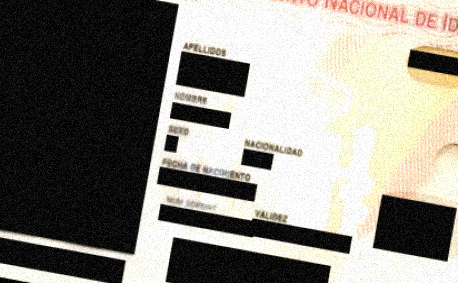 NACIONAL DE
APELLIDOS
NOMBRE
SEXO
NACIONALIDAD
FECHA DE NACIMIENTO
VALIDEZ